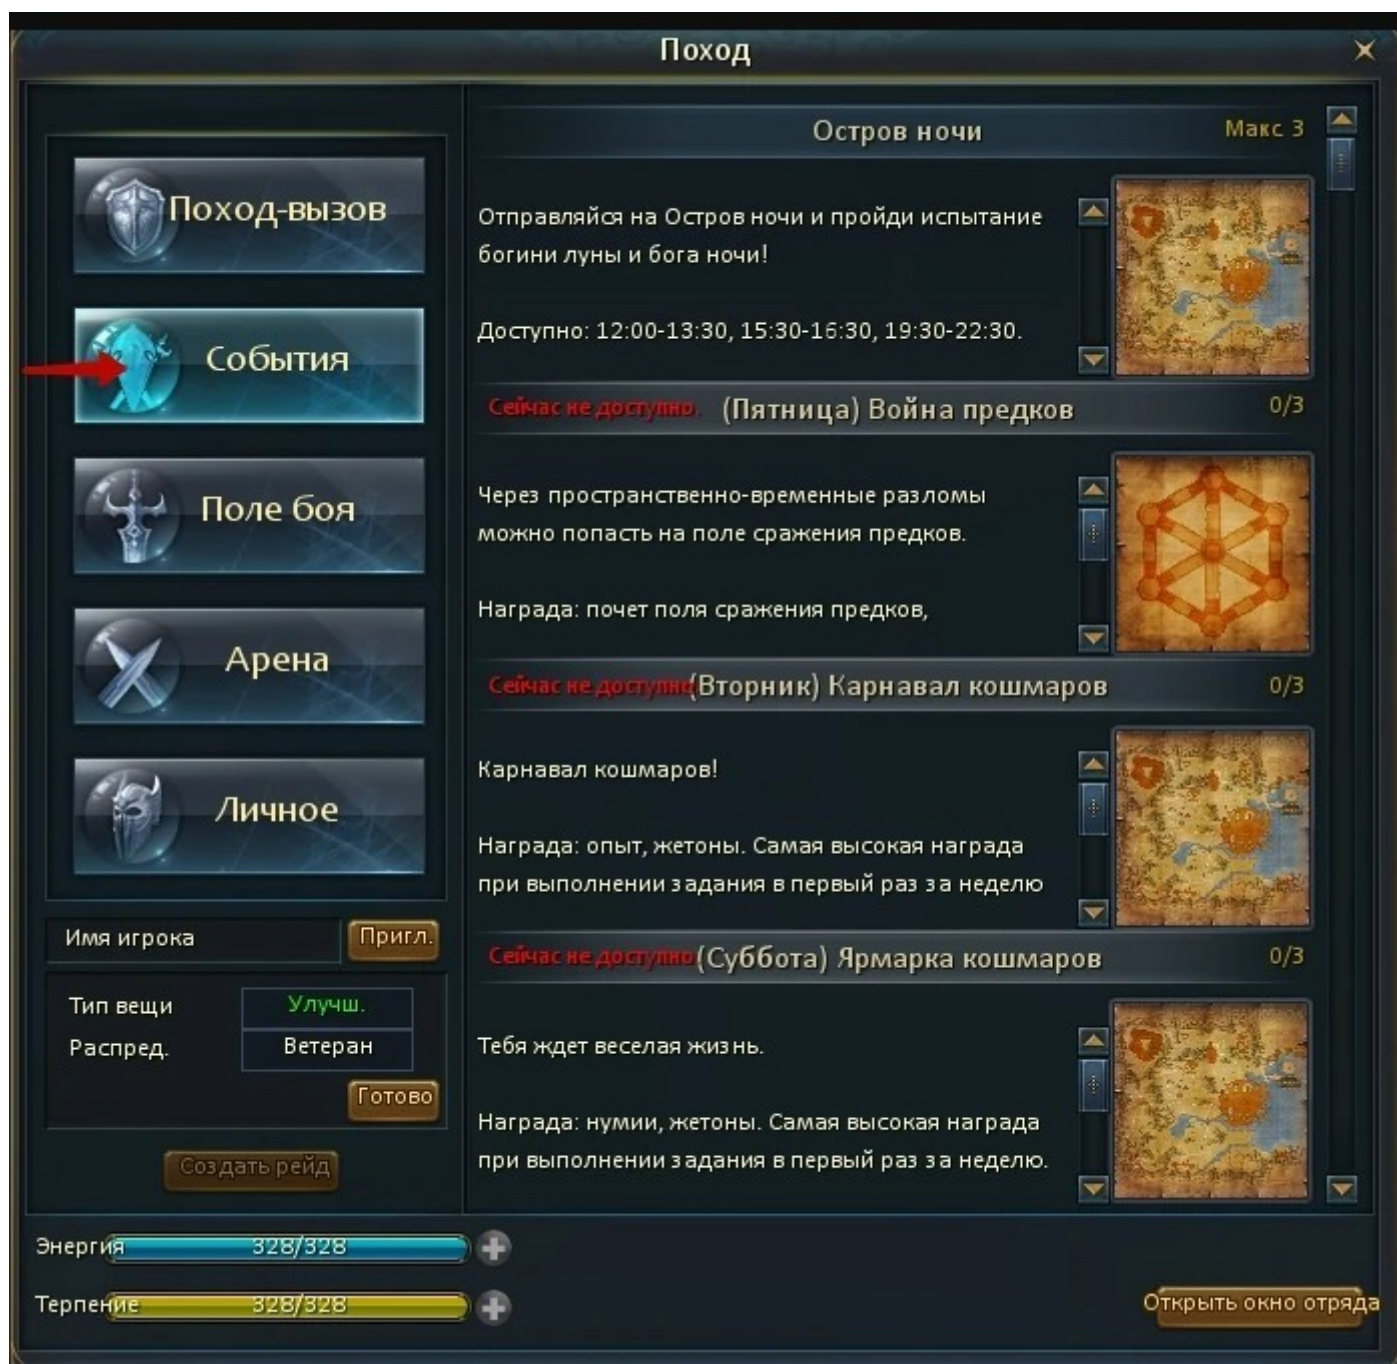 Поход
Поход-вызов
События
Поле боя
Арена
Личное
Имя игрока
Пригл.
Тип вещи
Улучш.
Распред.
Ветеран
Готово
Создать рейд
Остров ночи
Макс 3
Отправляйся на Остров ночи и пройди испытание
богини луны и бога ночи!
Доступно: 12:00-13:30, 15:30-16:30, 19:30-22:30.
Сейчас не доступно. (Пятница) Война предков
0/3
Через пространственно-временные разломы
можно попасть на поле сражения предков.
Награда: почет поля сражения предков,
Сейчас не доступно (Вторник) Карнавал кошмаров
0/3
Карнавал кошмаров!
Награда: опыт, жетоны. Самая высокая награда
при выполнении задания в первый раз за неделю
Сейчас не доступно (Суббота) Ярмарка кошмаров
0/3
Тебя ждет веселая жизнь.
Награда: нумии, жетоны. Самая высокая награда
при выполнении задания в первый раз за неделю.
Энергия
328/328
Терпение
328/328
Открыть окно отряда